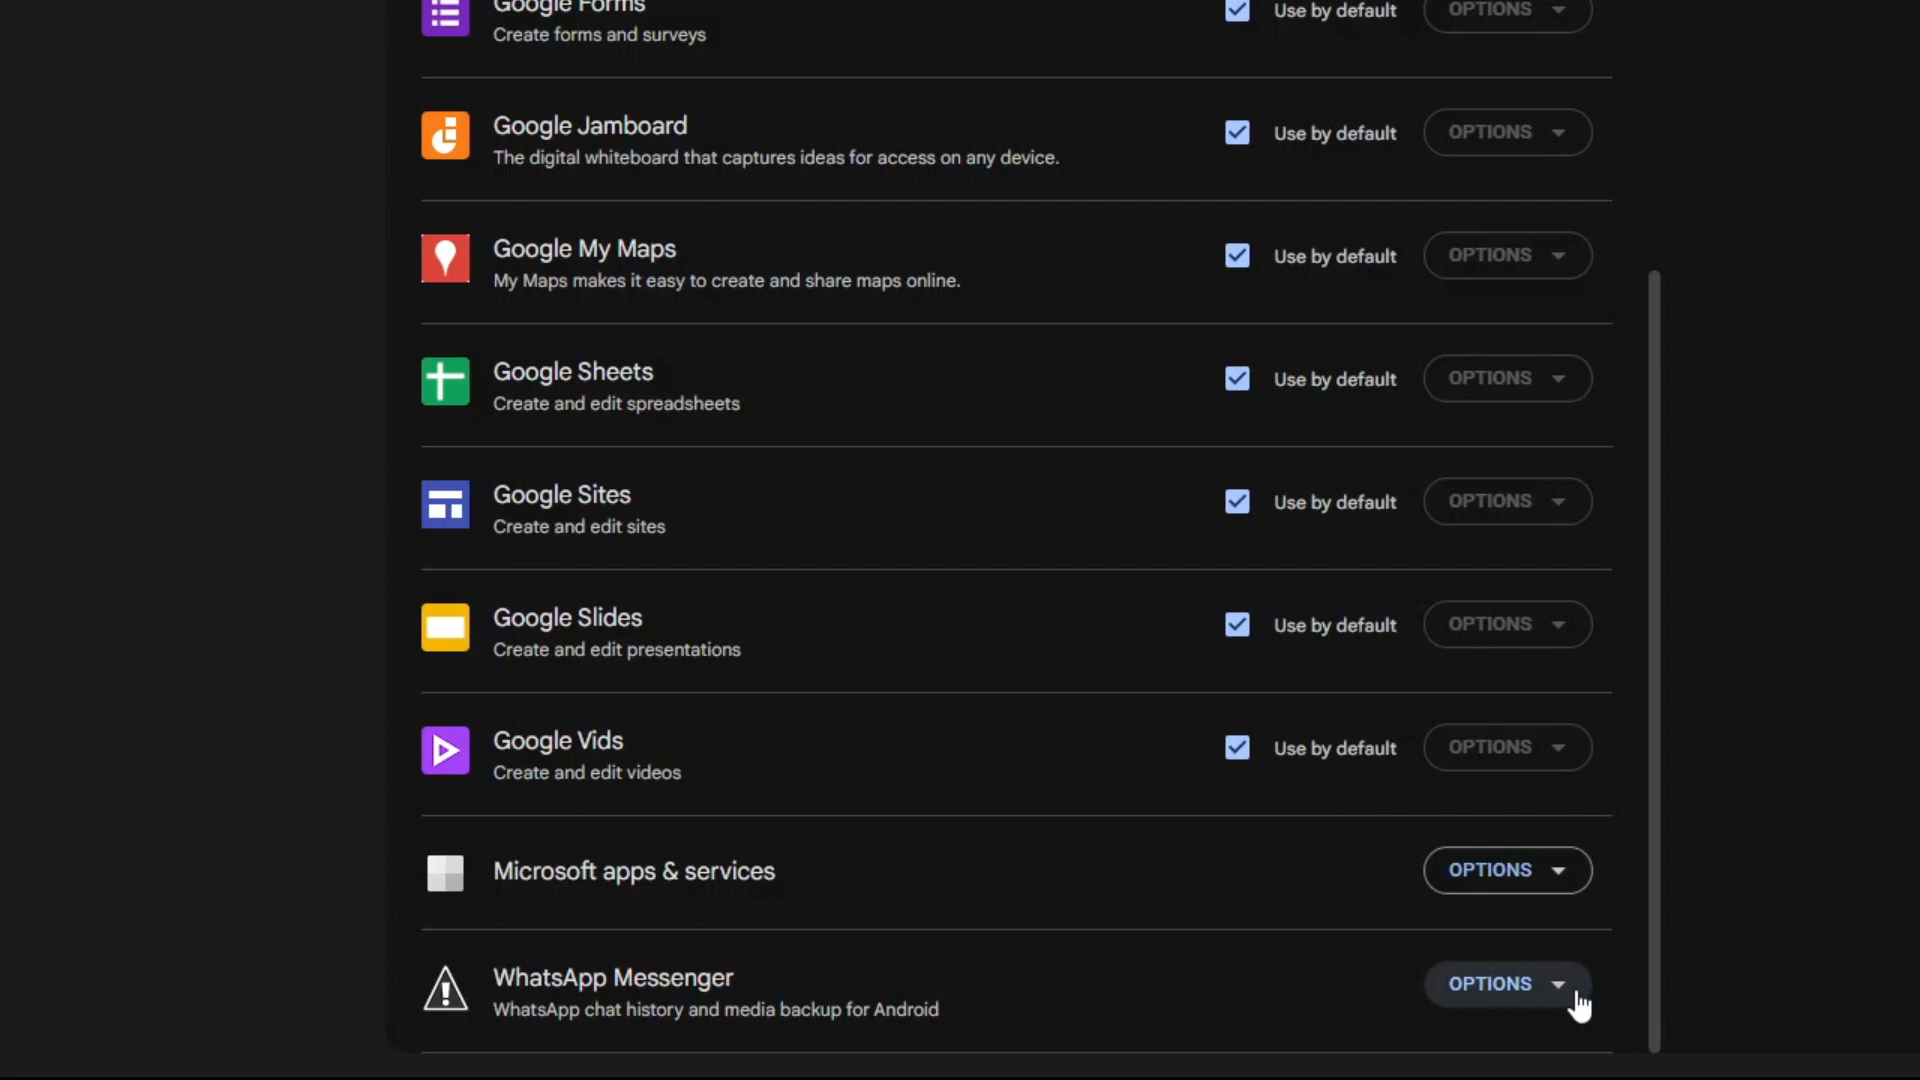 Google Forms
Create forms and surveys
Use by default
OPTIONS
Google Jamboard
The digital whiteboard that captures ideas for access on any device.
Use by default
OPTIONS
Google My Maps
My Maps makes it easy to create and share maps online.
Use by default
OPTIONS
Google Sheets
Create and edit spreadsheets
Use by default
OPTIONS
Google Sites
Create and edit sites
Use by default
OPTIONS
Google Slides
Create and edit presentations
Use by default
OPTIONS
Google Vids
Create and edit videos
Use by default
OPTIONS
Microsoft apps & services
OPTIONS
WhatsApp Messenger
WhatsApp chat history and media backup for Android
OPTIONS